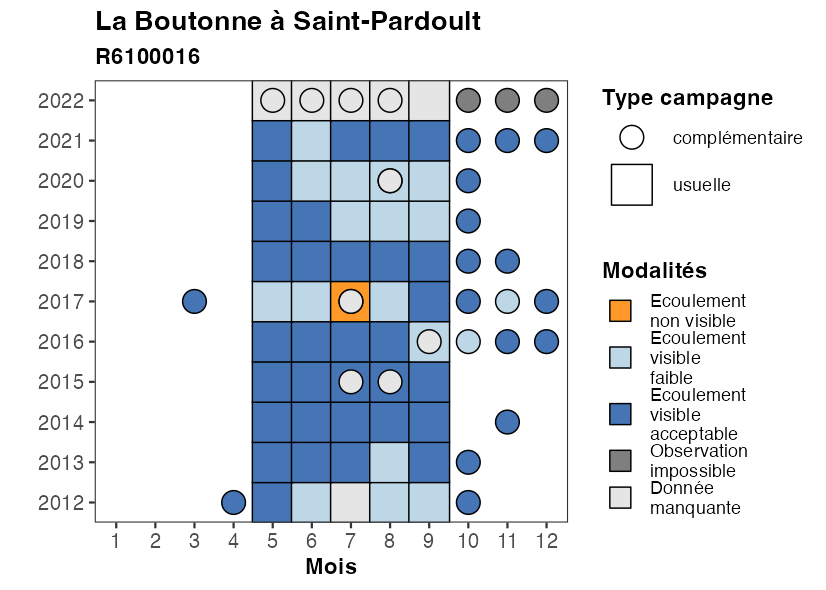 La Boutonne à Saint-Pardoult
R6100016
2022
2021
2020
2019
2018
2017
2016
2015
2014
2013
2012
1 2 3 4 5 6 7 8 9 10 11 12
Mois
Type campagne
complémentaire
usuelle
Modalités
Ecoulement
non visible
Ecoulement
visible
faible
Ecoulement
visible
acceptable
Observation
impossible
Donnée
manquante